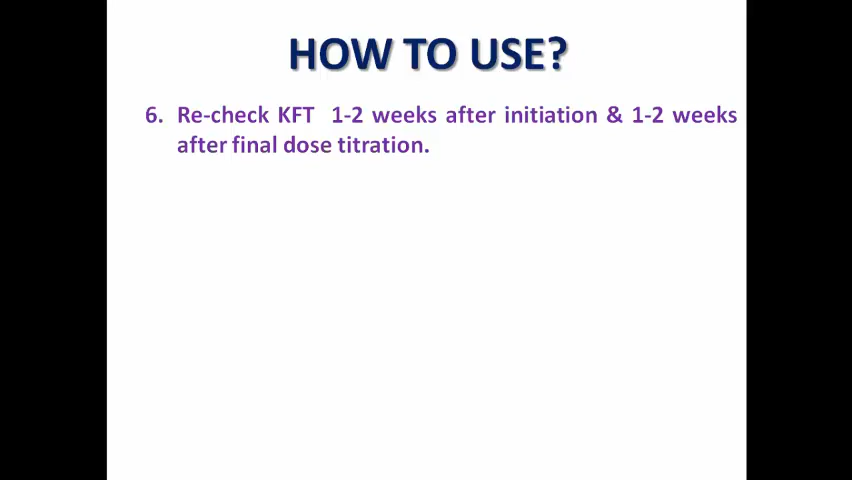 HOW TO USE?
6. Re-check KFT 1-2 weeks after initiation & 1-2 weeks
after final dose titration.